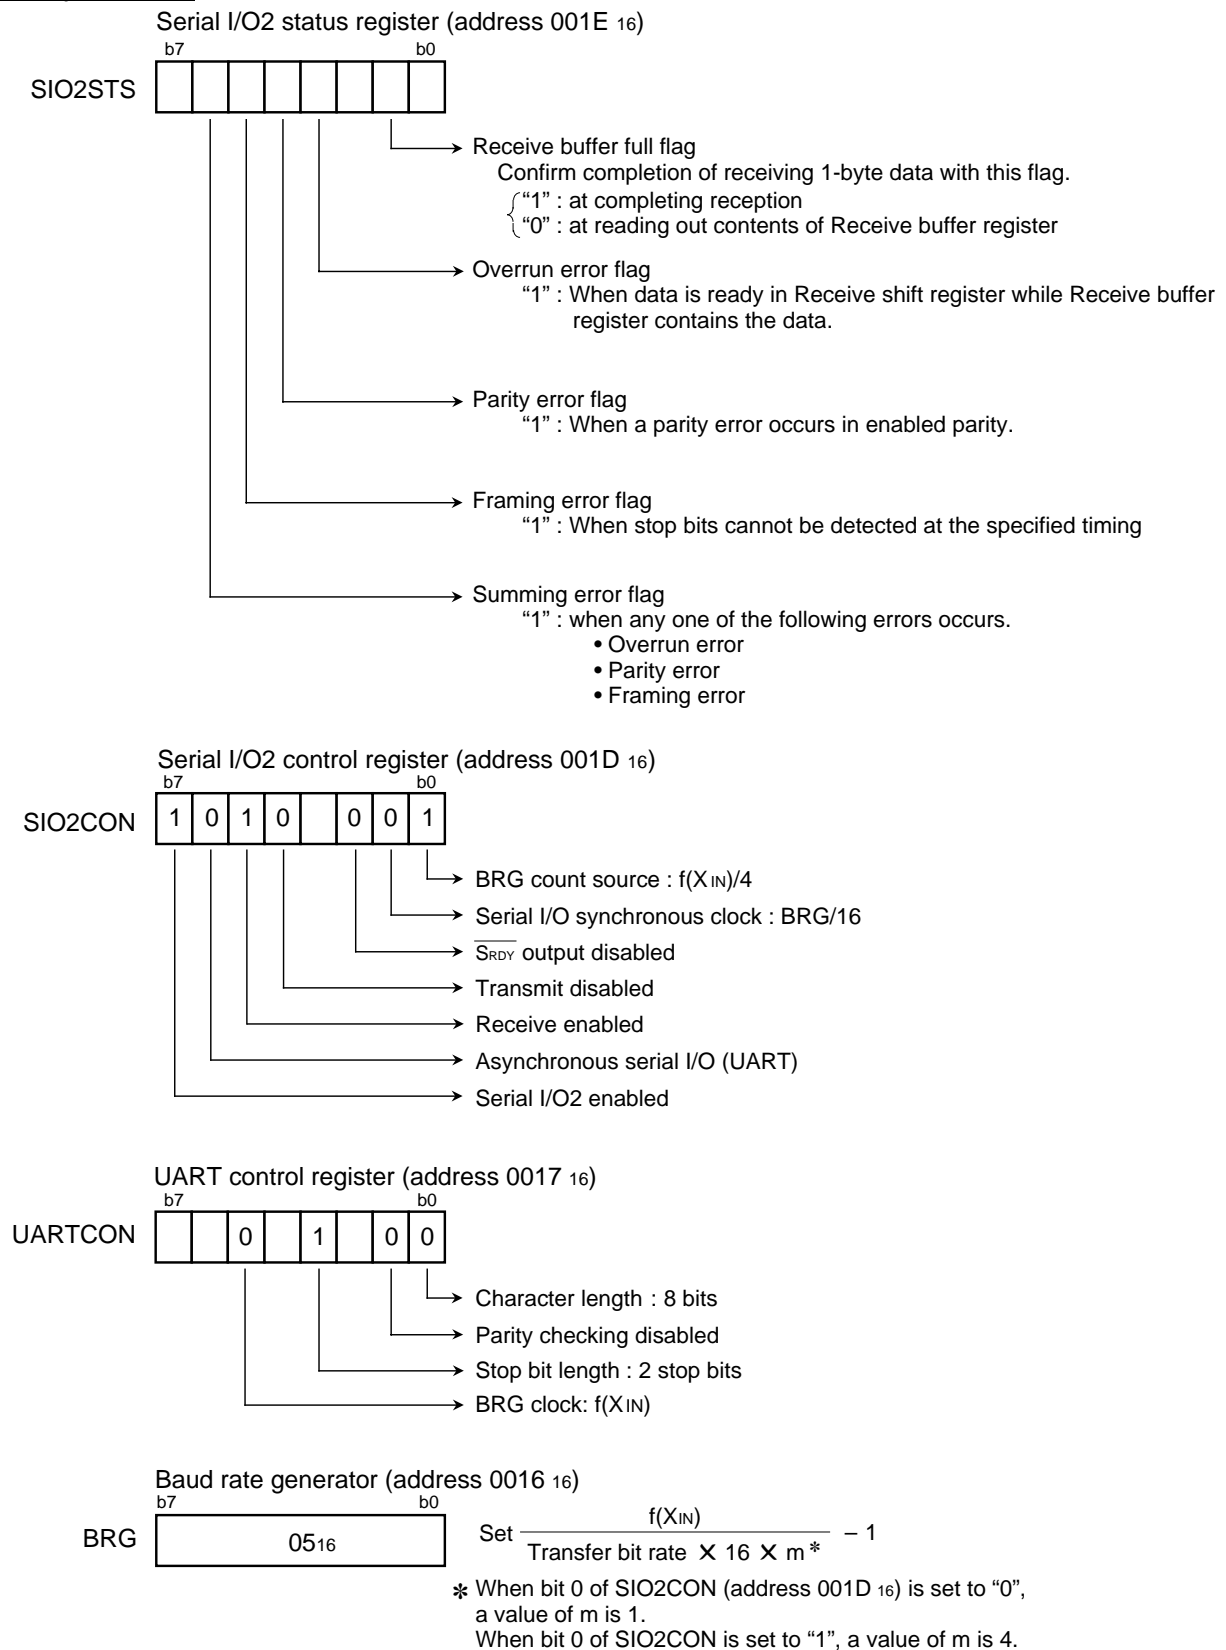 Serial I/O2 status register (address 001E 16)
b7 b0
SIO2STS
Receive buffer full flag
Confirm completion of receiving 1-byte data with this flag.
“1” : at completing reception
“0” : at reading out contents of Receive buffer register
Overrun error flag
“1” : When data is ready in Receive shift register while Receive buffer
register contains the data.
Parity error flag
“1” : When a parity error occurs in enabled parity.
Framing error flag
“1” : When stop bits cannot be detected at the specified timing
Summing error flag
“1” : when any one of the following errors occurs.
• Overrun error
• Parity error
• Framing error
Serial I/O2 control register (address 001D 16)
b7 b0
SIO2CON 1 0 1 0 0 0 1
BRG count source : f(XIN)/4
Serial I/O synchronous clock : BRG/16
SRDY output disabled
Transmit disabled
Receive enabled
Asynchronous serial I/O (UART)
Serial I/O2 enabled
UART control register (address 0017 16)
b7 b0
UARTCON 0 1 0 0
Character length : 8 bits
Parity checking disabled
Stop bit length : 2 stop bits
BRG clock: f(XIN)
Baud rate generator (address 0016 16)
b7 b0
BRG 0516
f(XIN)
Set – 1
Transfer bit rate ✕ 16 ✕ m*
* When bit 0 of SIO2CON (address 001D 16) is set to “0”,
a value of m is 1.
When bit 0 of SIO2CON is set to “1”, a value of m is 4.